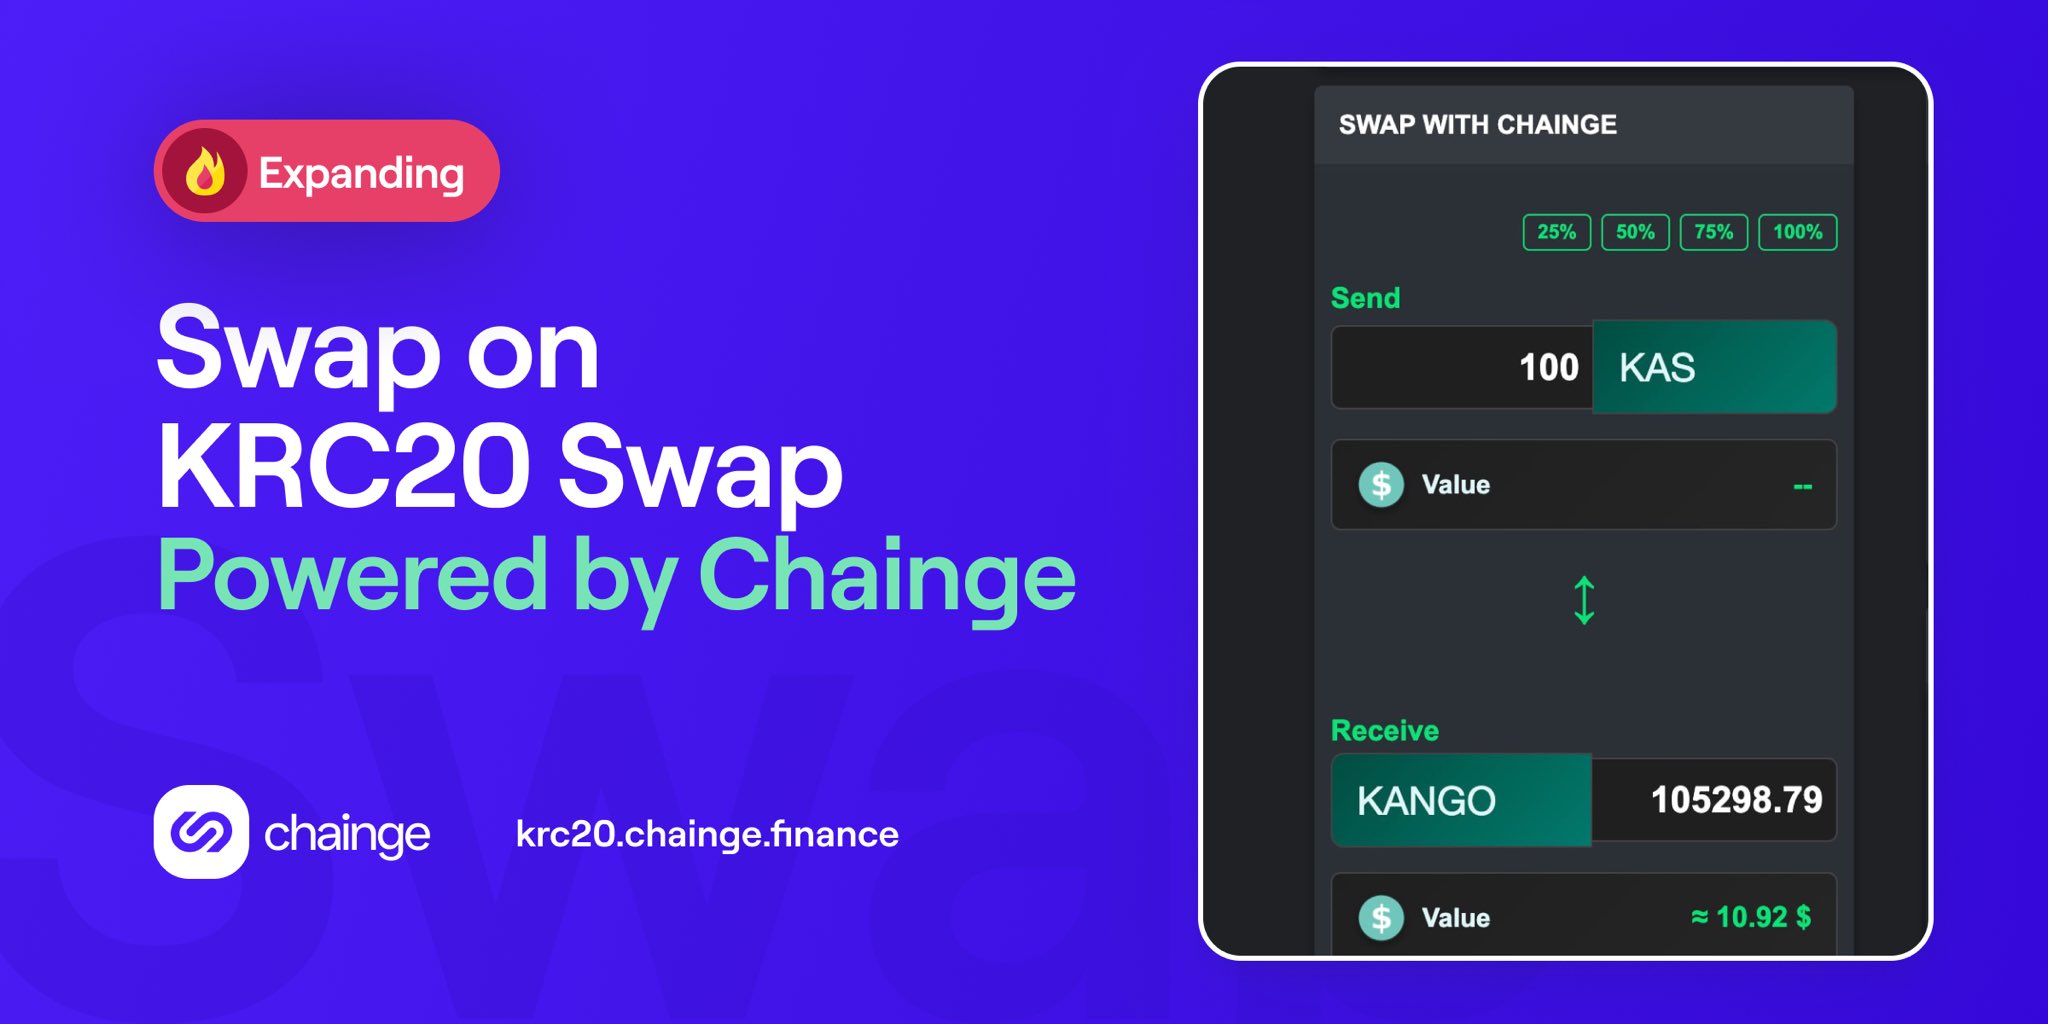 Expanding
Swap on
KRC20 Swap
Powered by Chainge
chainge
krc20.chainge.finance
SWAP WITH CHAINGE
25% 50% 75% 100%
Send
100 KAS
$ Value --
Receive
KANGO 105298.79
$ Value ≈ 10.92 $
Swap